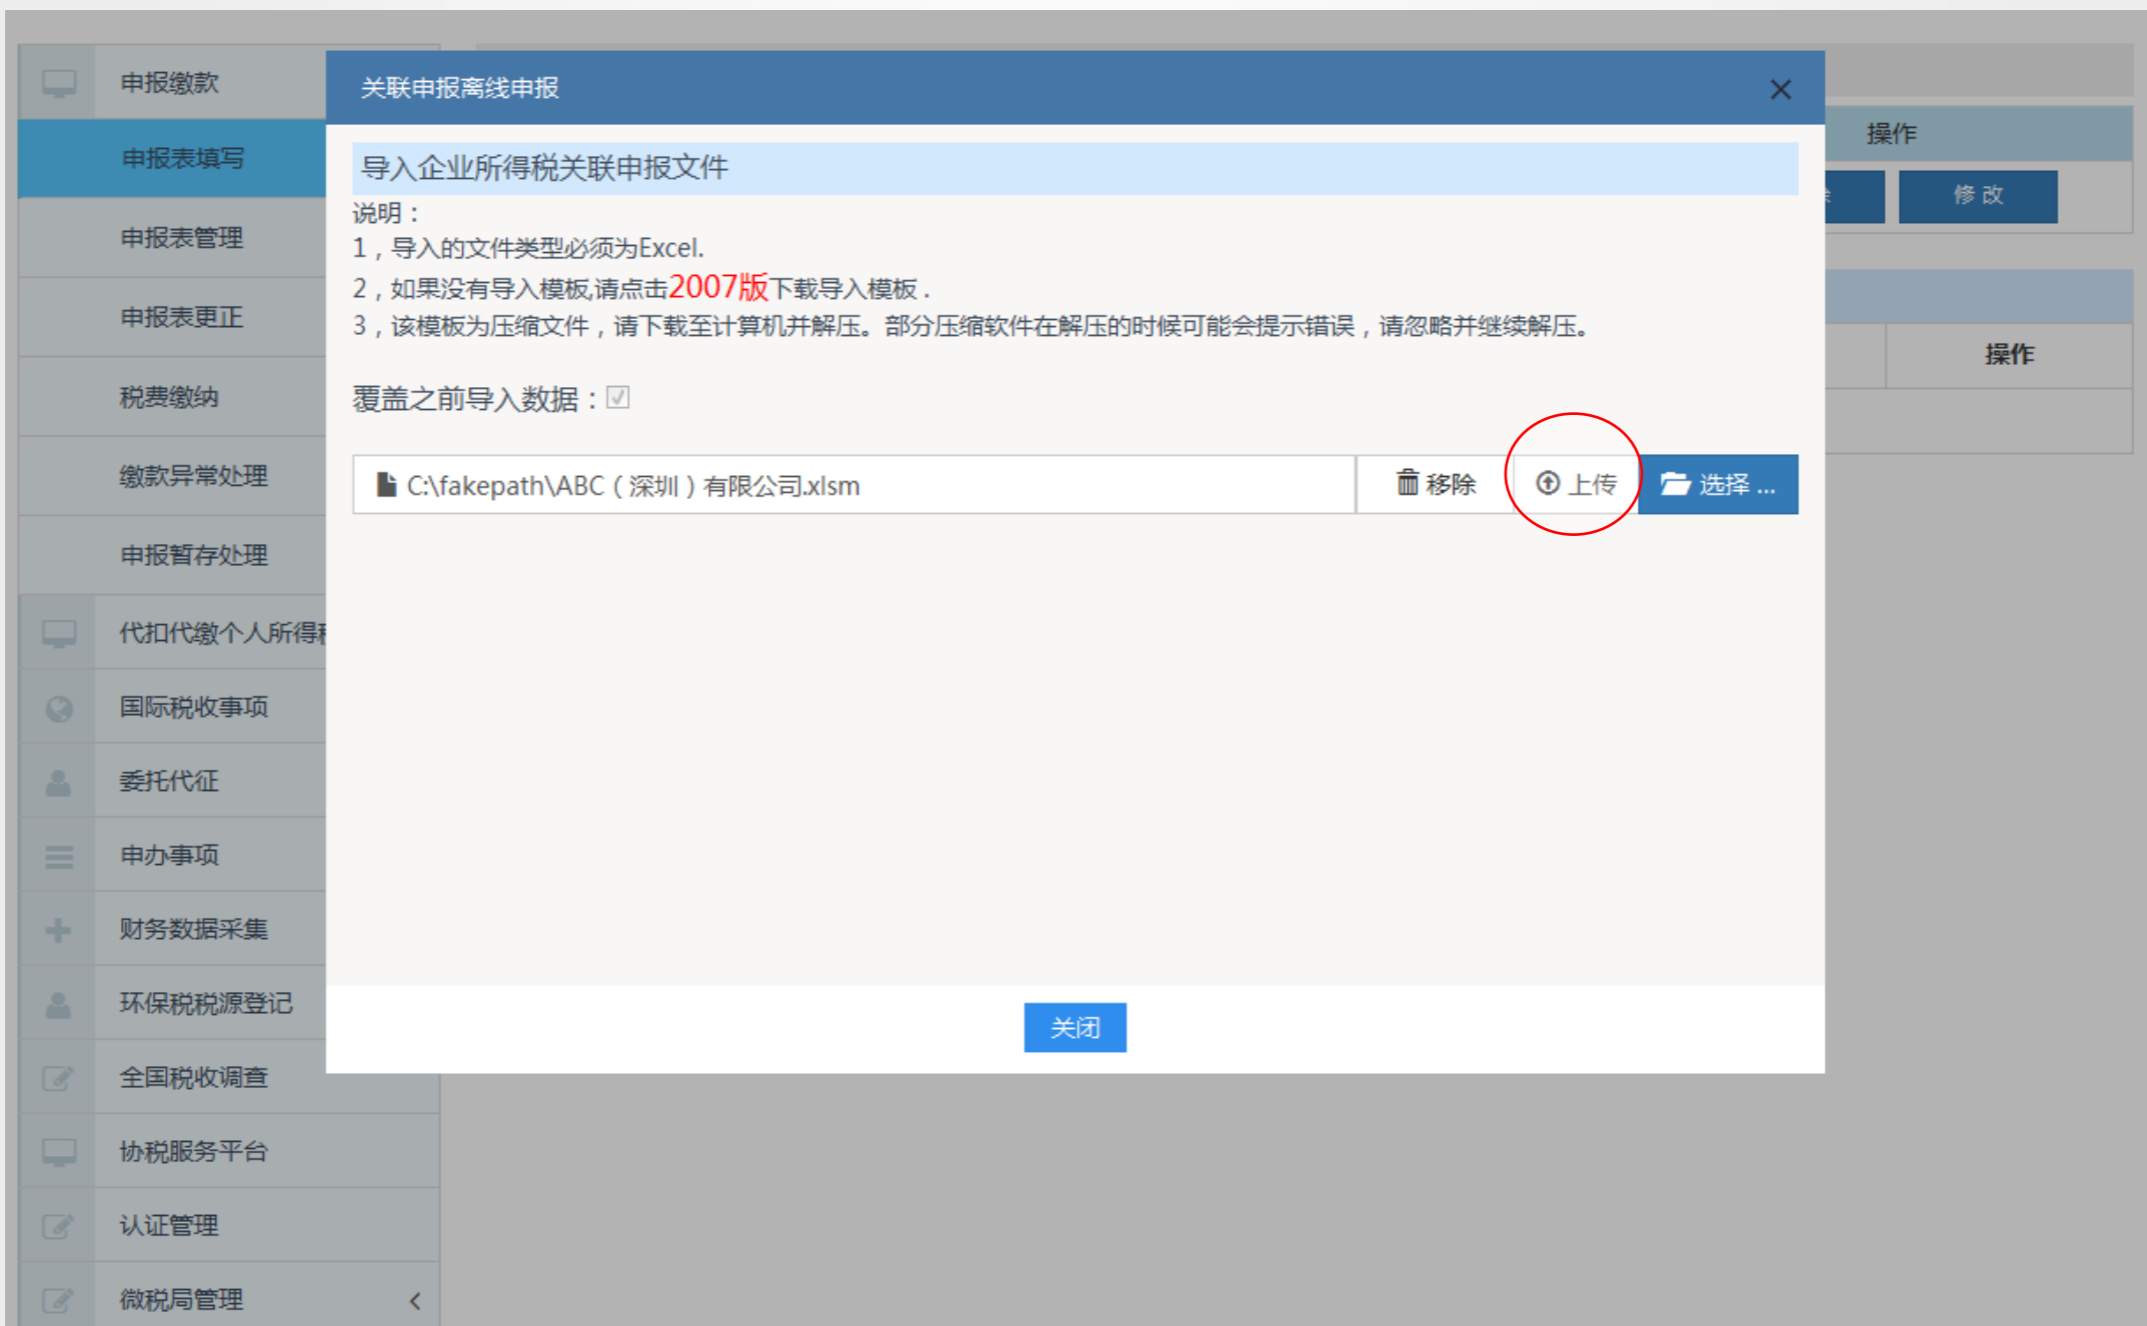 申报缴款
申报表填写
申报表管理
申报表更正
税费缴纳
缴款异常处理
申报暂存处理
代扣代缴个人所得
国际税收事项
委托代征
申办事项
财务数据采集
环保税税源登记
全国税收调查
协税服务平台
认证管理
微税局管理
关联申报离线申报
导入企业所得税关联申报文件
说明：
1，导入的文件类型必须为Excel.
2，如果没有导入模板,请点击2007版下载导入模板 .
3，该模板为压缩文件，请下载至计算机并解压。部分压缩软件在解压的时候可能会提示错误，请忽略并继续解压。
覆盖之前导入数据：
C:\fakepath\ABC（深圳）有限公司.xlsm 移除 上传 选择 ...
关闭
操作
修 改
操作